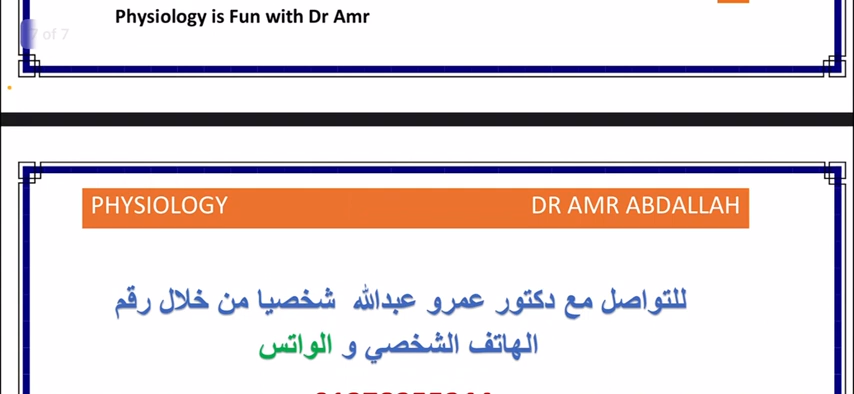 Physiology is Fun with Dr Amr
7 of 7
PHYSIOLOGY DR AMR ABDALLAH
للتواصل مع دكتور عمرو عبدالله شخصيا من خلال رقم
الهاتف الشخصي و الواتس